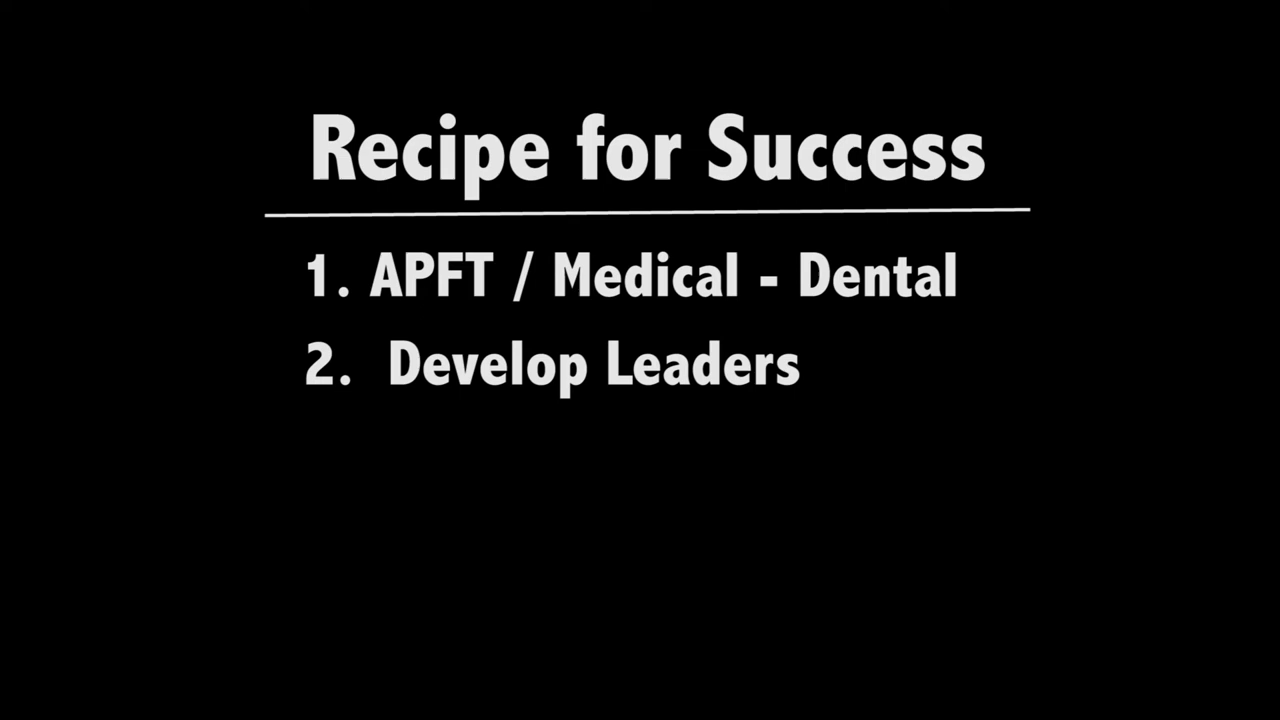 Recipe for Success
1. APFT / Medical - Dental
2. Develop Leaders